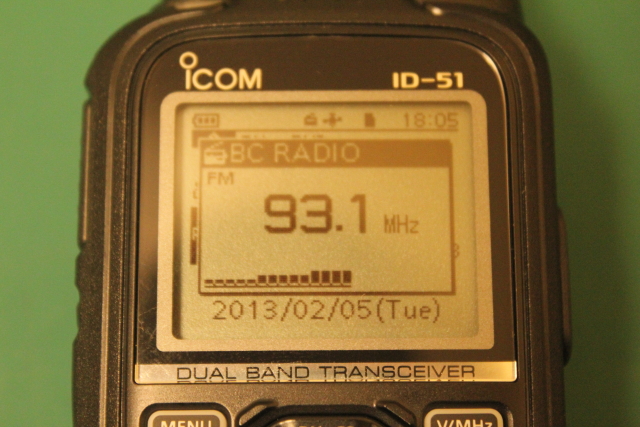 ICOM ID-51
18:05
BC RADIO
FM
93.1 MHz
2013/02/05(Tue)
DUAL BAND TRANSCEIVER
MENU V/MHz